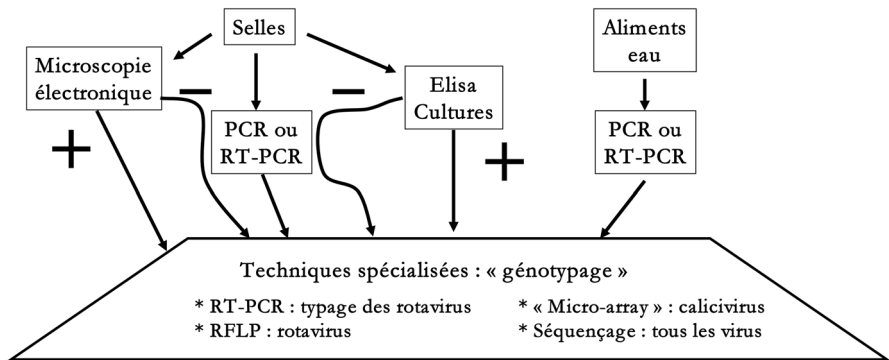 Selles
Aliments
eau
Microscopie
électronique
Elisa
Cultures
PCR ou
RT-PCR
PCR ou
RT-PCR
Techniques spécialisées : « génotypage »
* RT-PCR : typage des rotavirus
* « Micro-array » : calicivirus
* RFLP : rotavirus
* Séquençage : tous les virus